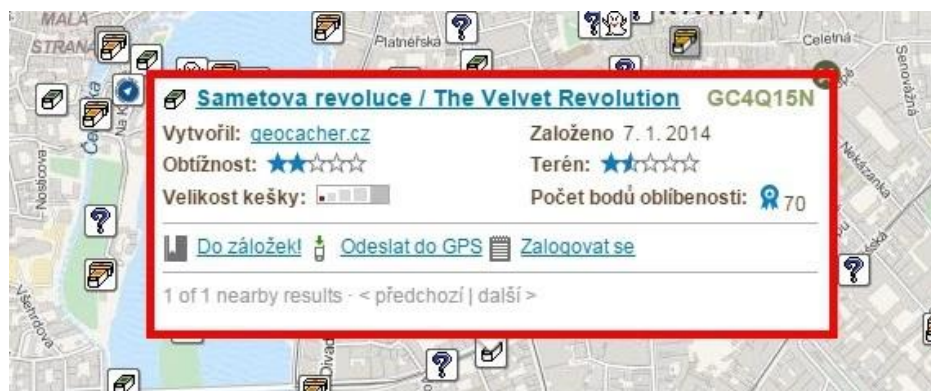 MALÁ
STRANA
Platnéřská
Celetná
Senovážná
Nekázanka
Na K
Nosticova
Všehrdova
Sametova revoluce / The Velvet Revolution GC4Q15N
Vytvořil: geocacher.cz Založeno 7. 1. 2014
Obtížnost: Terén:
Velikost kešky: Počet bodů oblíbenosti: 70
Do záložek! Odeslat do GPS Zalogovat se
1 of 1 nearby results · < předchozí | další >
Divad